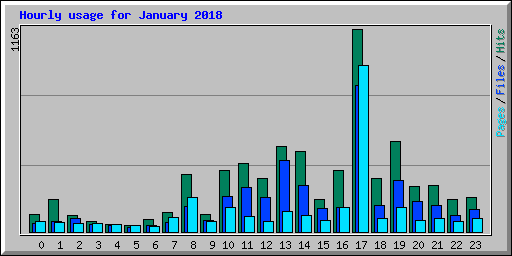 Hourly usage for January 2018
1163
Pages/Files/Hits
0 1 2 3 4 5 6 7 8 9 10 11 12 13 14 15 16 17 18 19 20 21 22 23